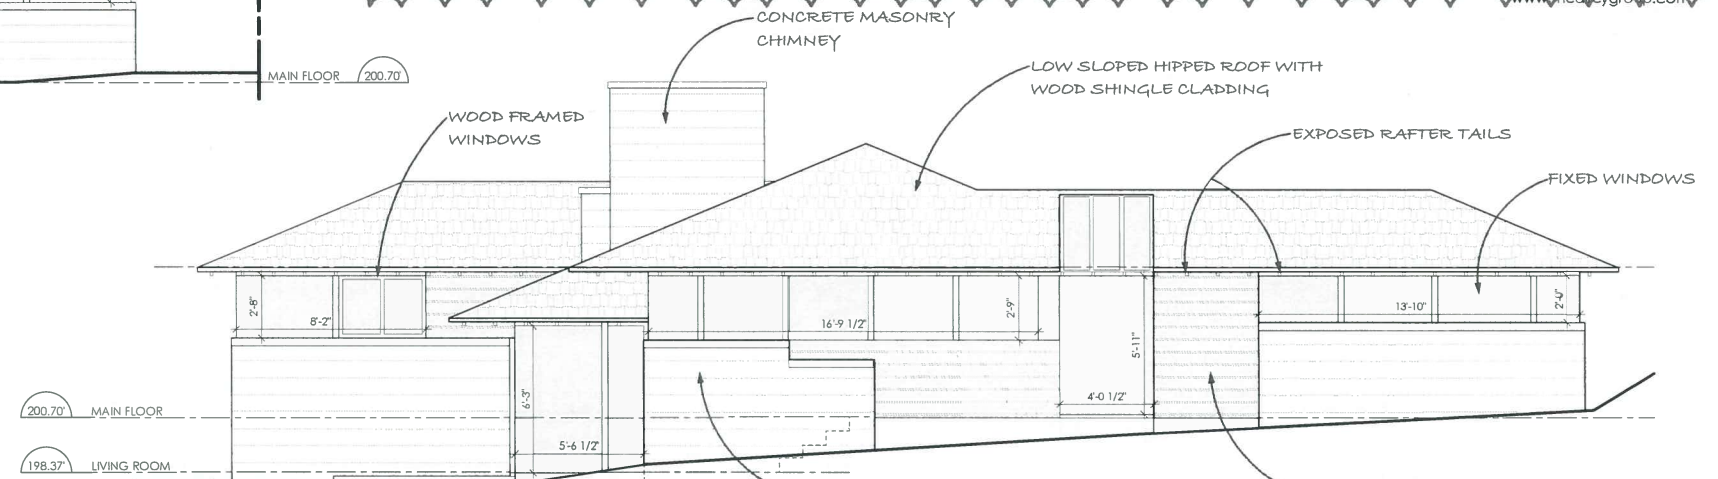 CONCRETE MASONRY
CHIMNEY
MAIN FLOOR 200.70'
LOW SLOPED HIPPED ROOF WITH
WOOD SHINGLE CLADDING
WOOD FRAMED
WINDOWS
EXPOSED RAFTER TAILS
FIXED WINDOWS
2'-8"
8'-2"
16'-9 1/2"
2'-9"
13'-10"
2'-0"
5'-11"
6'-3"
4'-0 1/2"
200.70' MAIN FLOOR
5'-6 1/2"
198.37' LIVING ROOM